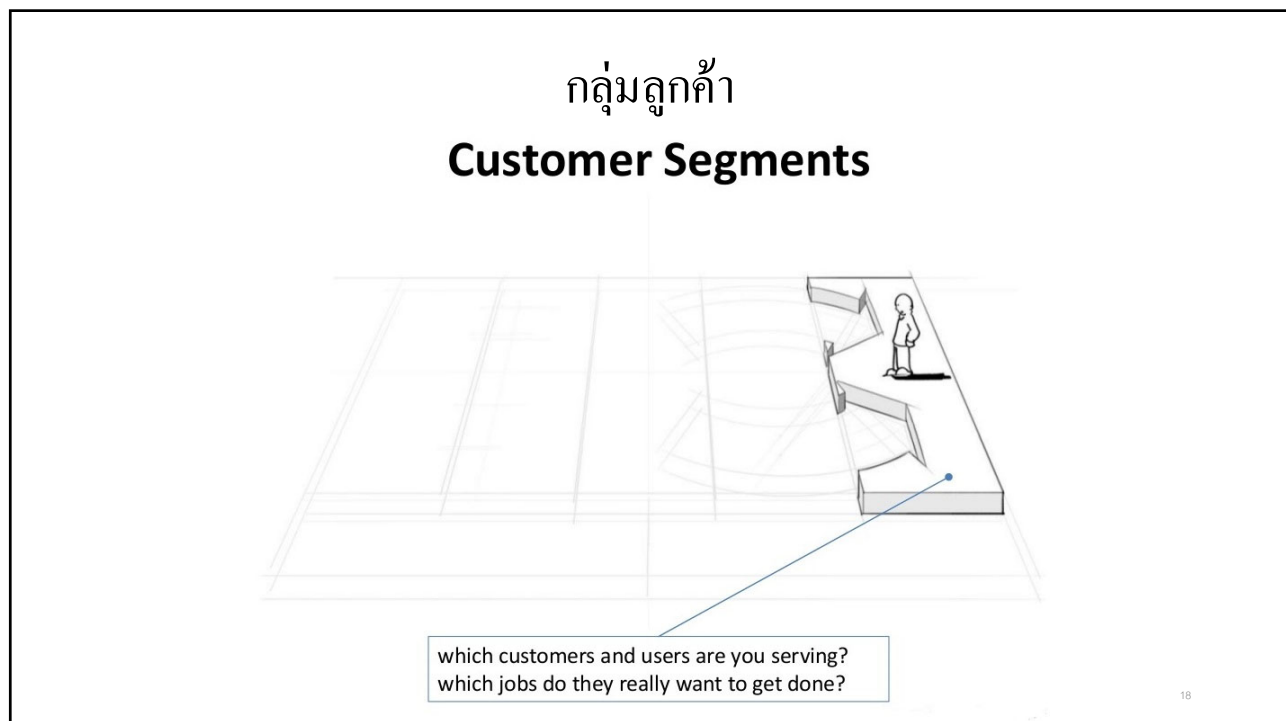 กลุ่มลูกค้า
Customer Segments
which customers and users are you serving?
which jobs do they really want to get done?
18